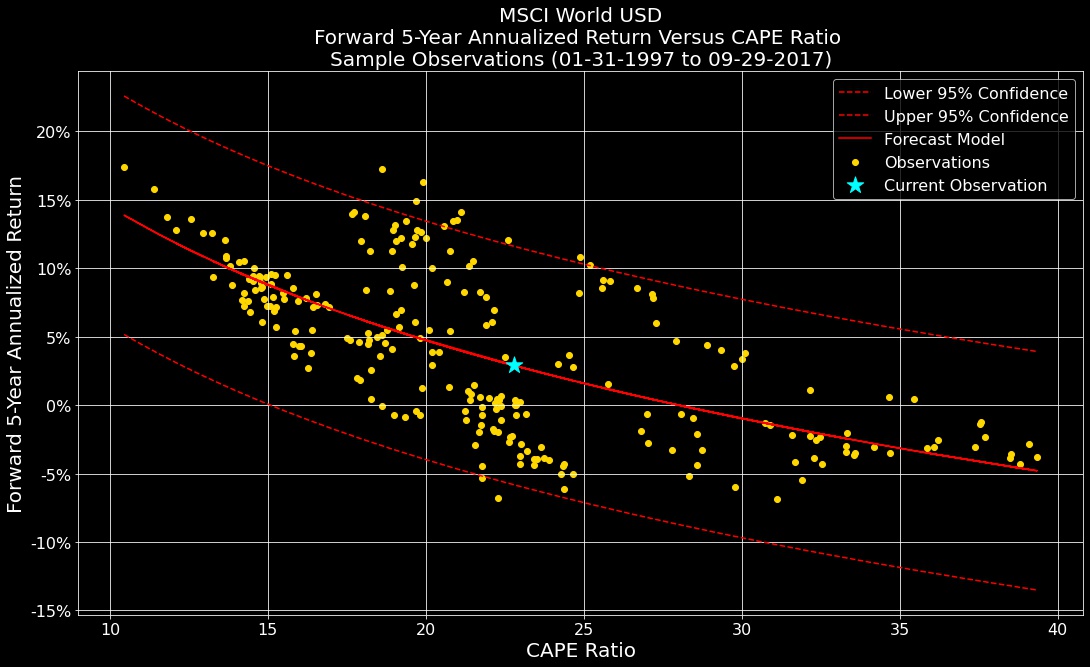 MSCI World USD
Forward 5-Year Annualized Return Versus CAPE Ratio
Sample Observations (01-31-1997 to 09-29-2017)
Lower 95% Confidence
Upper 95% Confidence
Forecast Model
Observations
Current Observation
Forward 5-Year Annualized Return
20%
15%
10%
5%
0%
-5%
-10%
-15%
10 15 20 25 30 35 40
CAPE Ratio